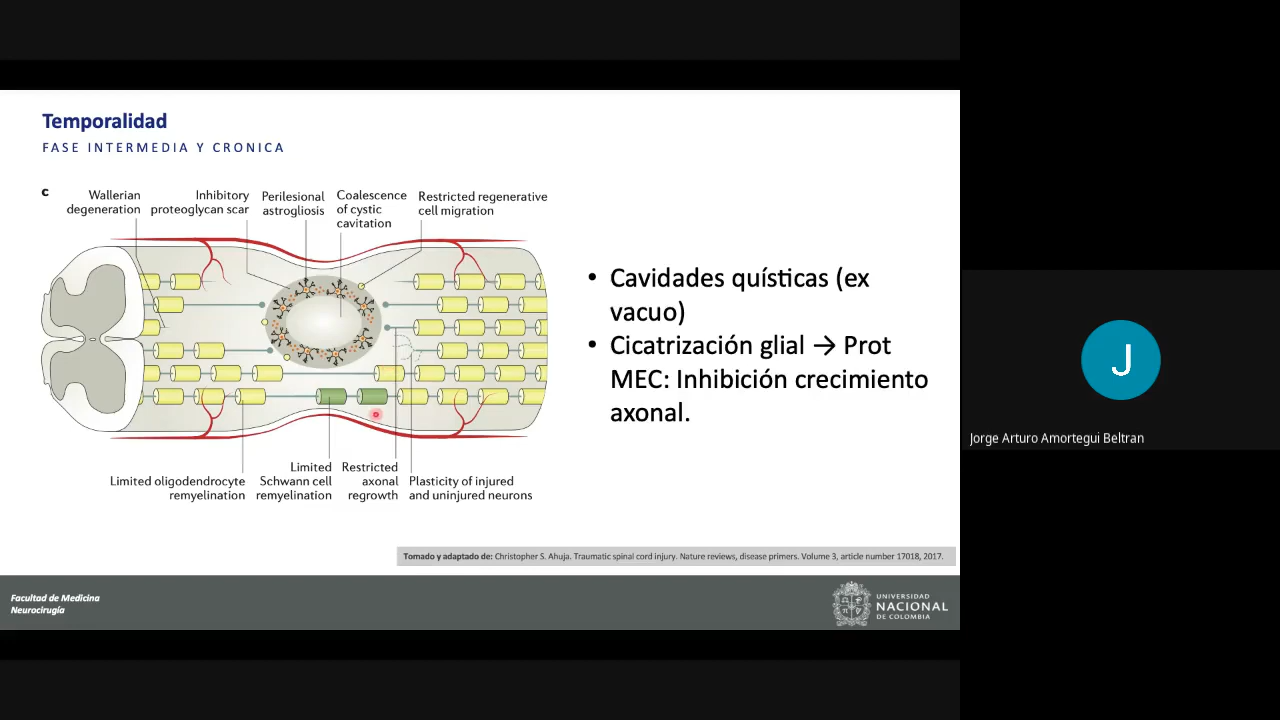 Temporalidad
FASE INTERMEDIA Y CRONICA
c
Wallerian
degeneration
Inhibitory
proteoglycan scar
Perilesional
astrogliosis
Coalescence
of cystic
cavitation
Restricted regenerative
cell migration
Limited oligodendrocyte
remyelination
Limited
Schwann cell
remyelination
Restricted
axonal
regrowth
Plasticity of injured
and uninjured neurons
• Cavidades quísticas (ex
vacuo)
• Cicatrización glial → Prot
MEC: Inhibición crecimiento
axonal.
Tomado y adaptado de: Christopher S. Ahuja. Traumatic spinal cord injury. Nature reviews, disease primers. Volume 3, article number 17018, 2017.
Facultad de Medicina
Neurocirugía
UNIVERSIDAD
NACIONAL
DE COLOMBIA
J
Jorge Arturo Amortegui Beltran